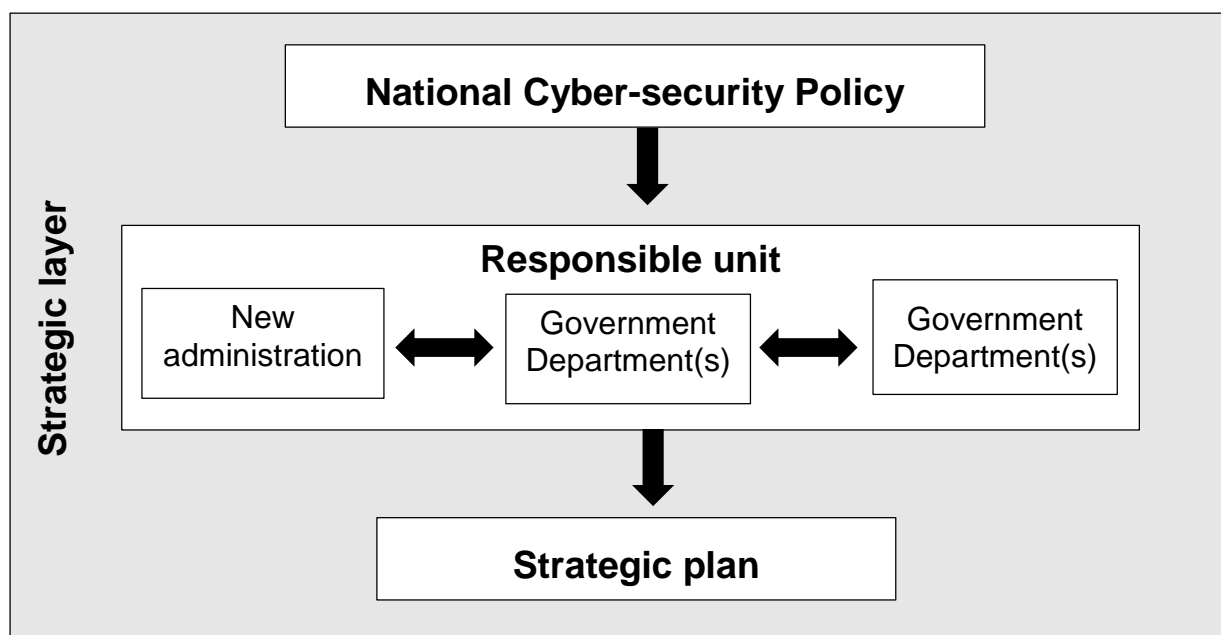 National Cyber-security Policy
Strategic layer
Responsible unit
New
administration
Government
Department(s)
Government
Department(s)
Strategic plan